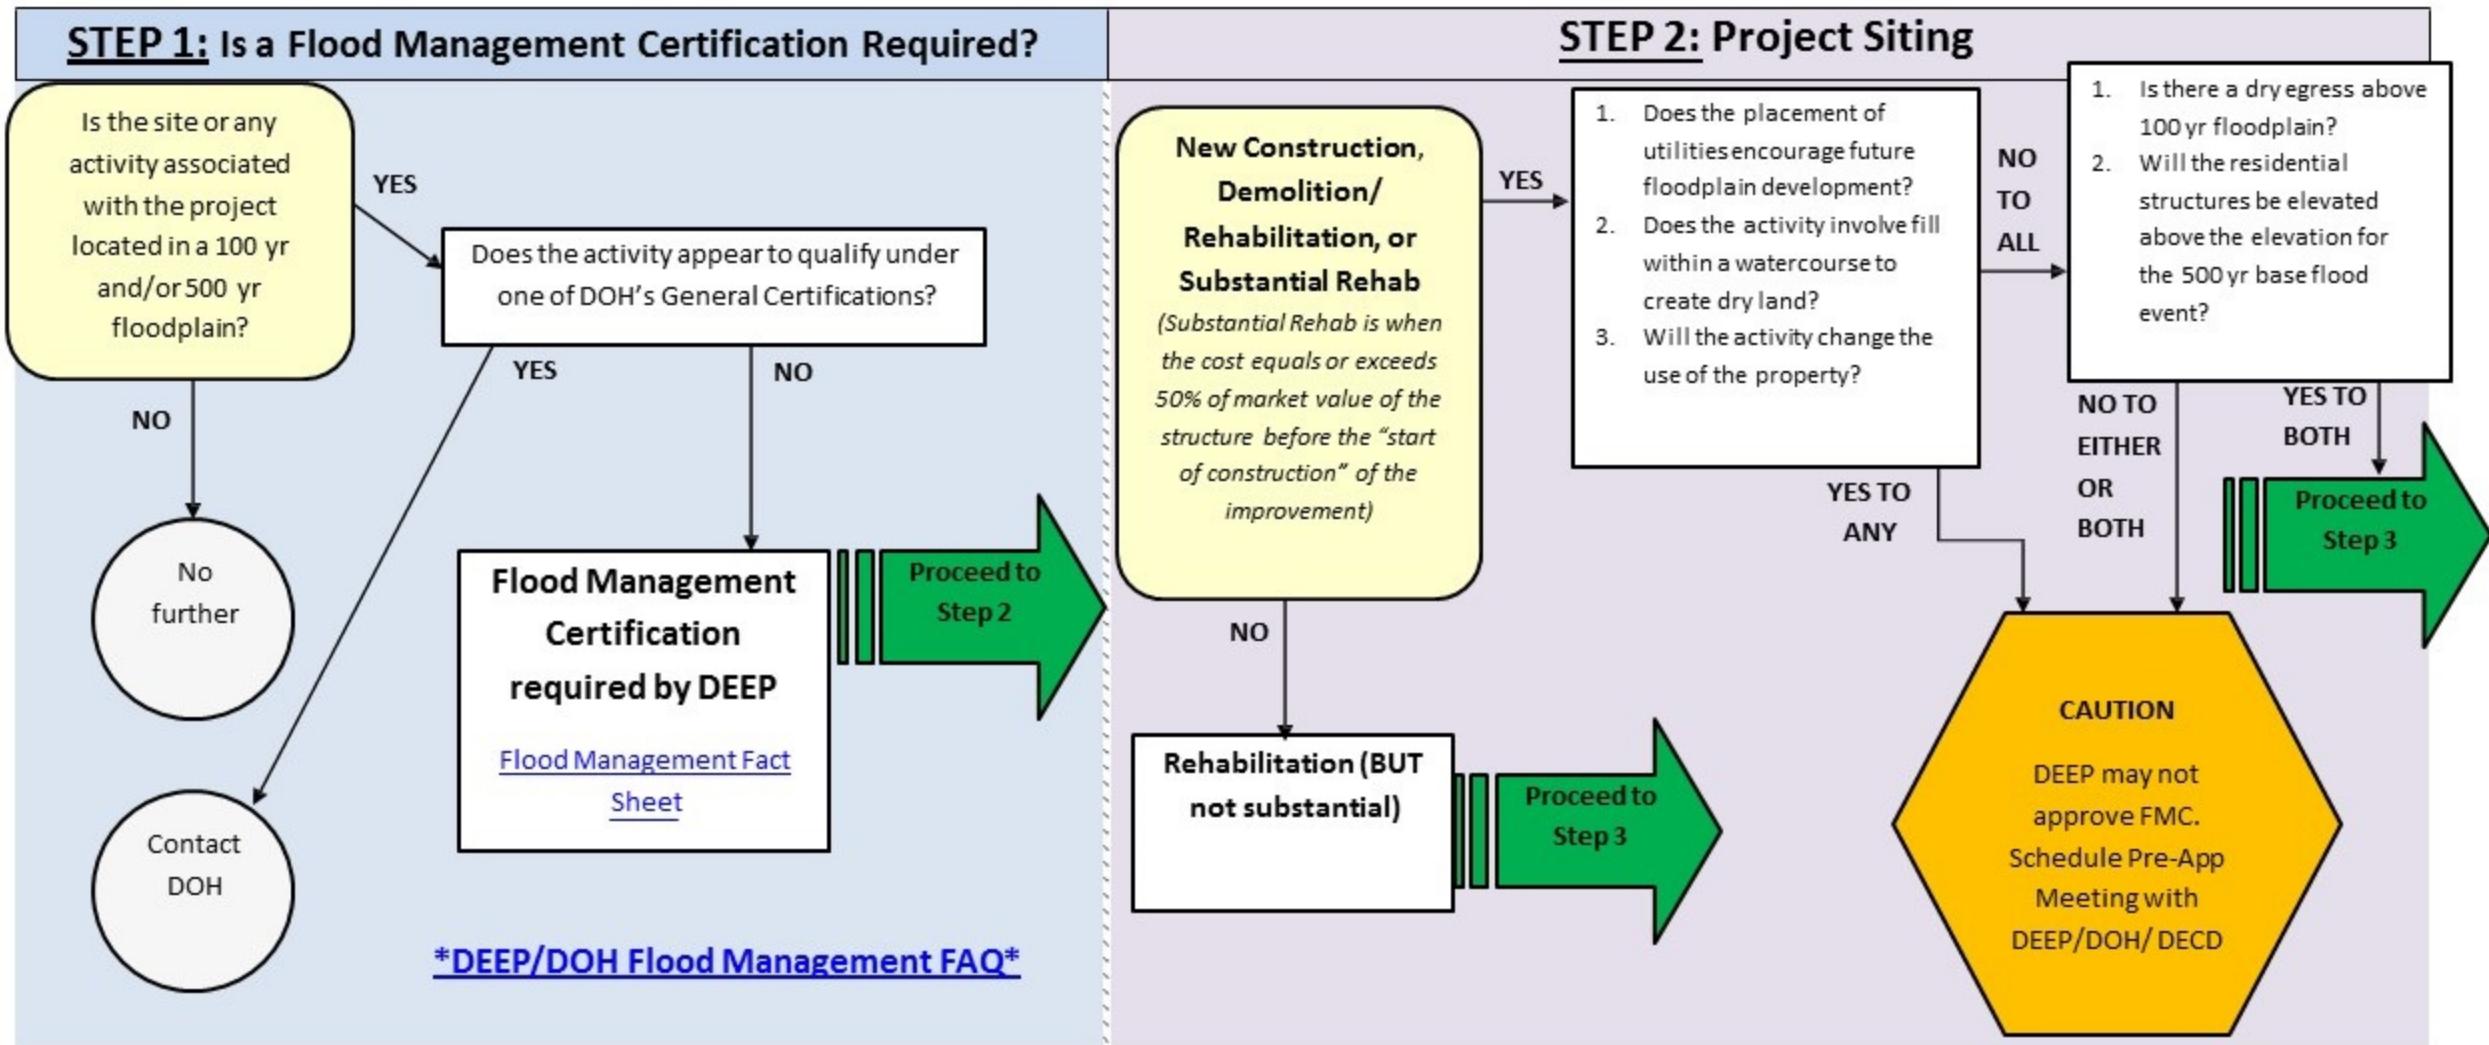 STEP 1: Is a Flood Management Certification Required?
Is the site or any
activity associated
with the project
located in a 100 yr
and/or 500 yr
floodplain?
YES
NO
Does the activity appear to qualify under
one of DOH's General Certifications?
YES
NO
No
further
Contact
DOH
Flood Management
Certification
required by DEEP
Flood Management Fact
Sheet
Proceed to
Step 2
*DEEP/DOH Flood Management FAQ*
STEP 2: Project Siting
New Construction,
Demolition/
Rehabilitation, or
Substantial Rehab
(Substantial Rehab is when
the cost equals or exceeds
50% of market value of the
structure before the “start
of construction” of the
improvement)
YES
NO
1. Does the placement of
utilities encourage future
floodplain development?
2. Does the activity involve fill
within a watercourse to
create dry land?
3. Will the activity change the
use of the property?
NO
TO
ALL
YES TO
ANY
1. Is there a dry egress above
100 yr floodplain?
2. Will the residential
structures be elevated
above the elevation for
the 500 yr base flood
event?
NO TO
EITHER
OR
BOTH
YES TO
BOTH
Proceed to
Step 3
Rehabilitation (BUT
not substantial)
Proceed to
Step 3
CAUTION
DEEP may not
approve FMC.
Schedule Pre-App
Meeting with
DEEP/DOH/ DECD